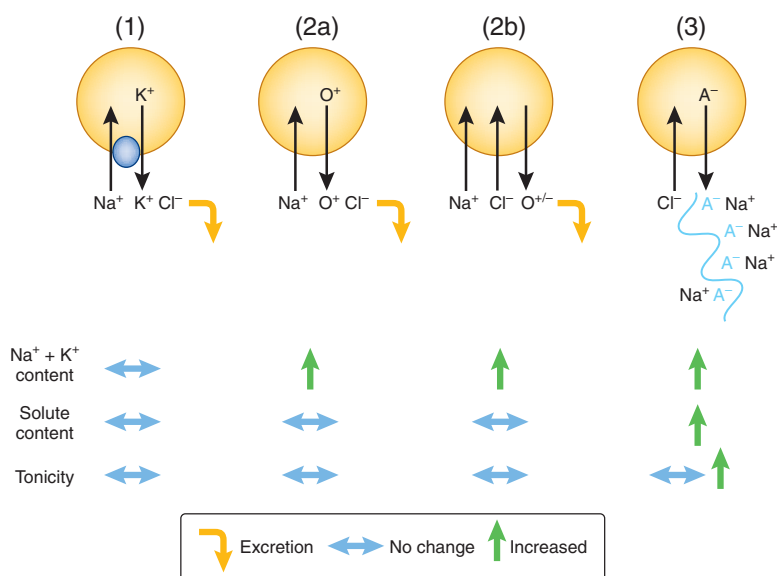 (1) (2a) (2b) (3)
K⁺ O⁺ A⁻
Na⁺ K⁺ Cl⁻ Na⁺ O⁺ Cl⁻ Na⁺ Cl⁻ O⁺/⁻ Cl⁻ A⁻ Na⁺
A⁻ Na⁺
A⁻ Na⁺
Na⁺ A⁻
Na⁺ + K⁺
content
Solute
content
Tonicity
Excretion No change Increased